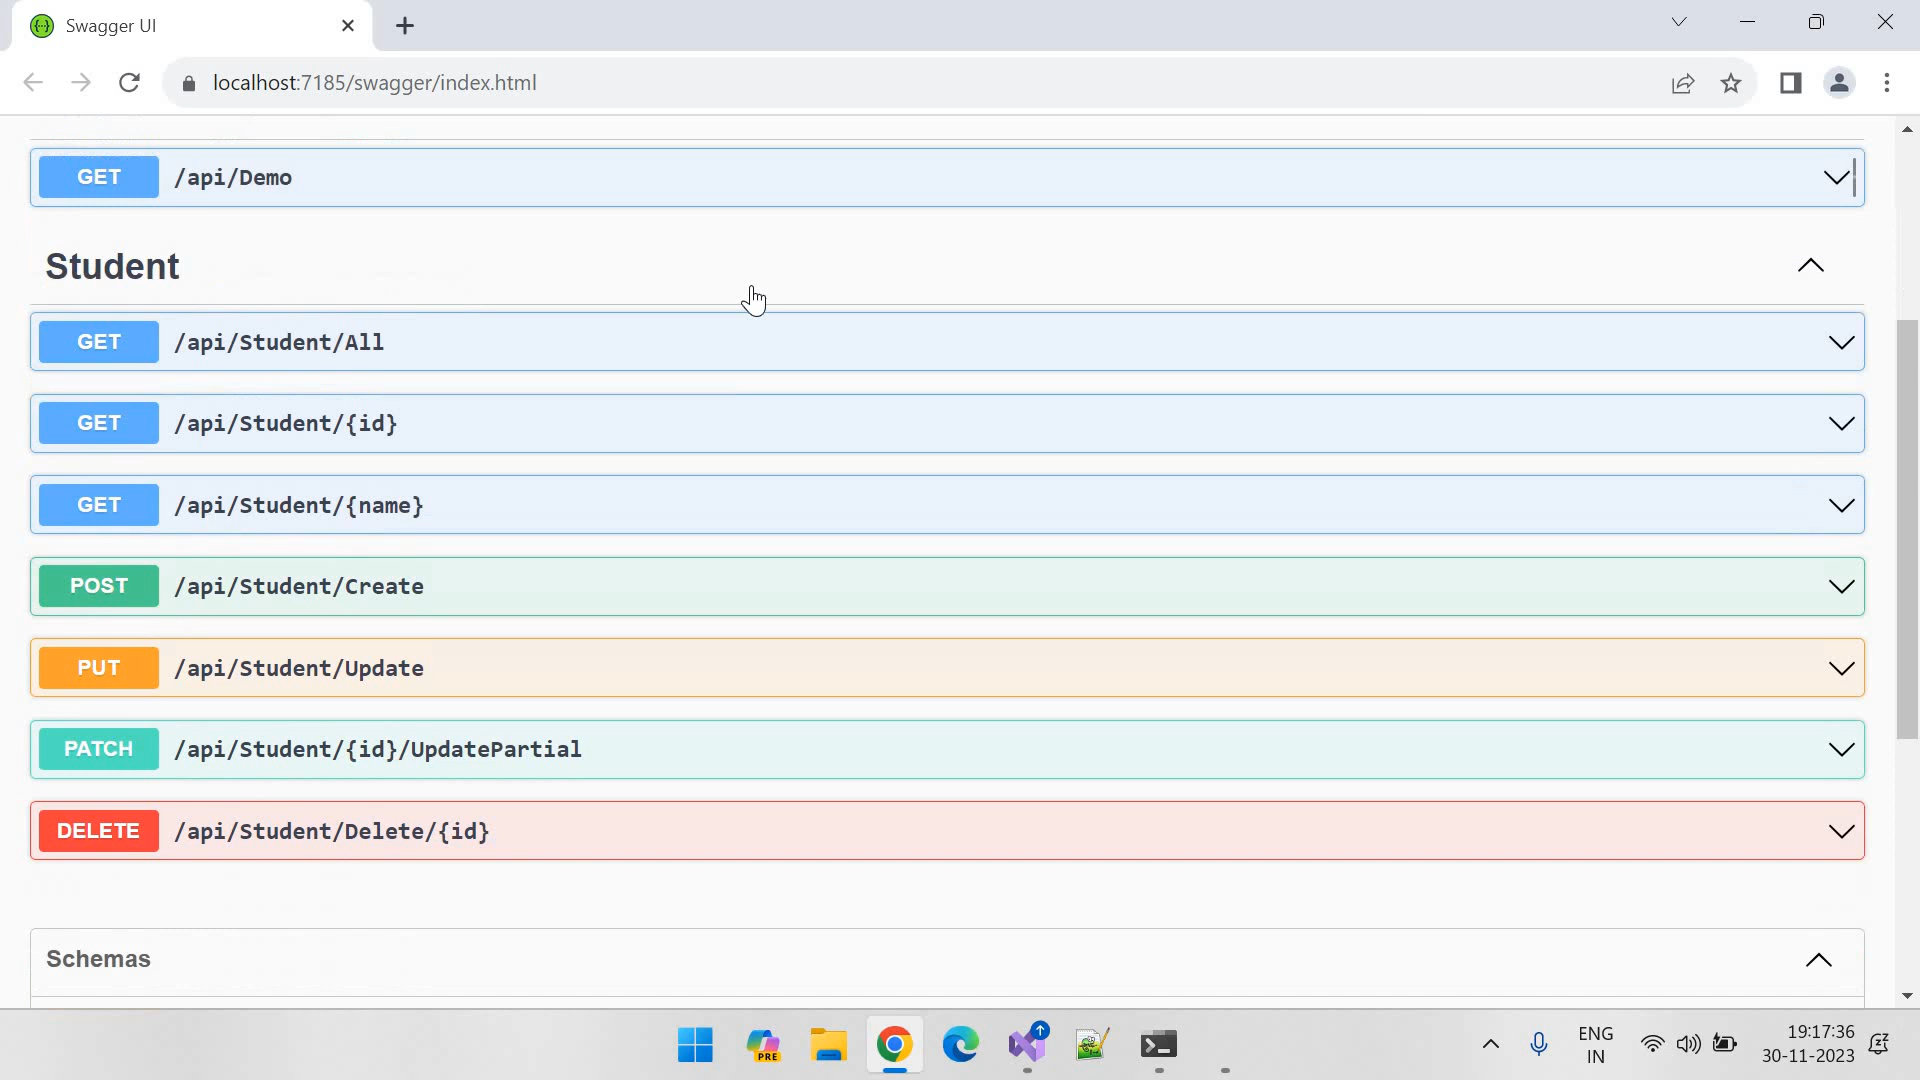 Swagger UI
localhost:7185/swagger/index.html
GET /api/Demo
Student
GET /api/Student/All
GET /api/Student/{id}
GET /api/Student/{name}
POST /api/Student/Create
PUT /api/Student/Update
PATCH /api/Student/{id}/UpdatePartial
DELETE /api/Student/Delete/{id}
Schemas
PRE
ENG
IN
19:17:36
30-11-2023